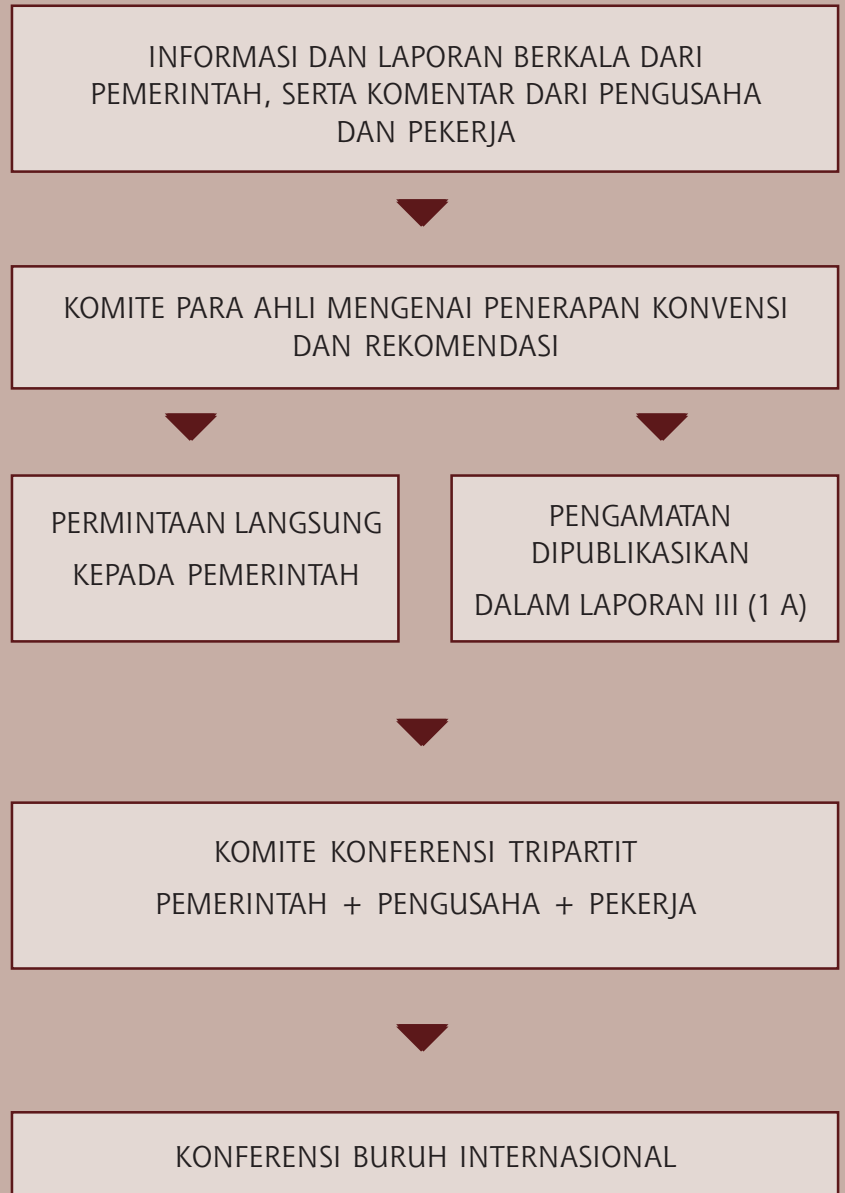 INFORMASI DAN LAPORAN BERKALA DARI
PEMERINTAH, SERTA KOMENTAR DARI PENGUSAHA
DAN PEKERJA
KOMITE PARA AHLI MENGENAI PENERAPAN KONVENSI
DAN REKOMENDASI
PERMINTAAN LANGSUNG
KEPADA PEMERINTAH
PENGAMATAN
DIPUBLIKASIKAN
DALAM LAPORAN III (1 A)
KOMITE KONFERENSI TRIPARTIT
PEMERINTAH + PENGUSAHA + PEKERJA
KONFERENSI BURUH INTERNASIONAL